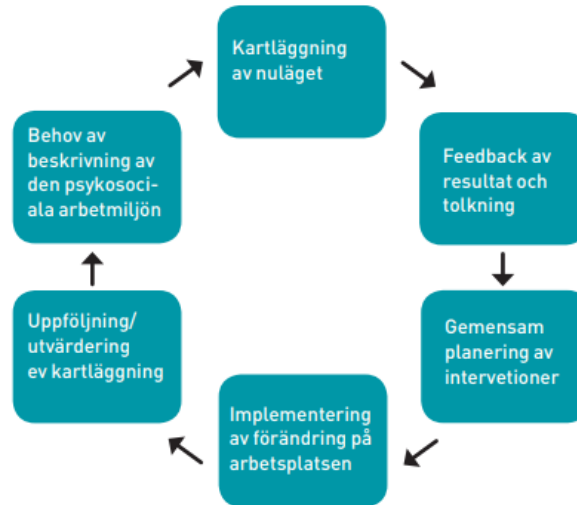 Kartläggning
av nuläget
Feedback av
resultat och
tolkning
Gemensam
planering av
intervetioner
Implementering
av förändring på
arbetsplatsen
Uppföljning/
utvärdering
ev kartläggning
Behov av
beskrivning av
den psykosoci-
ala arbetmiljön